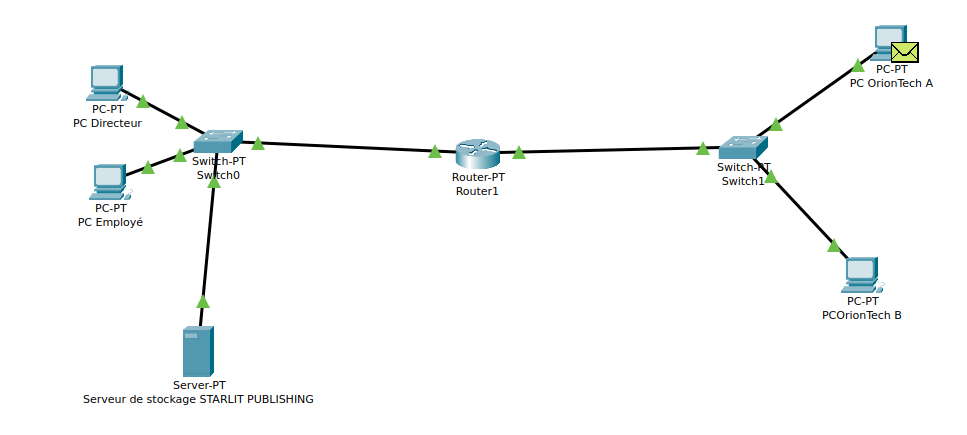 PC-PT
PC Directeur
PC-PT
PC Employé
Switch-PT
Switch0
Server-PT
Serveur de stockage STARLIT PUBLISHING
Router-PT
Router1
Switch-PT
Switch1
PC-PT
PC OrionTech A
PC-PT
PCOrionTech B